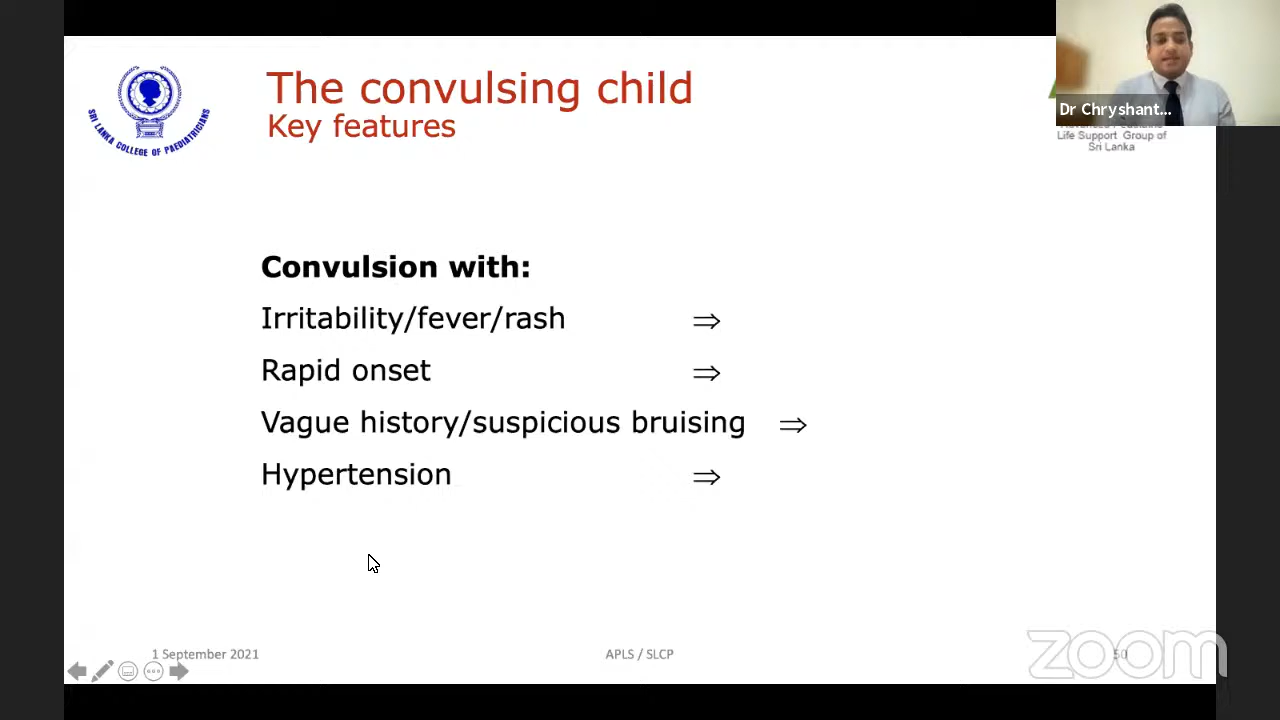 SRI LANKA COLLEGE OF PAEDIATRICIANS
The convulsing child
Key features
Dr Chryshant...
Life Support Group of
Sri Lanka
Convulsion with:
Irritability/fever/rash ⇒
Rapid onset ⇒
Vague history/suspicious bruising ⇒
Hypertension ⇒
1 September 2021
APLS / SLCP
50
zoom